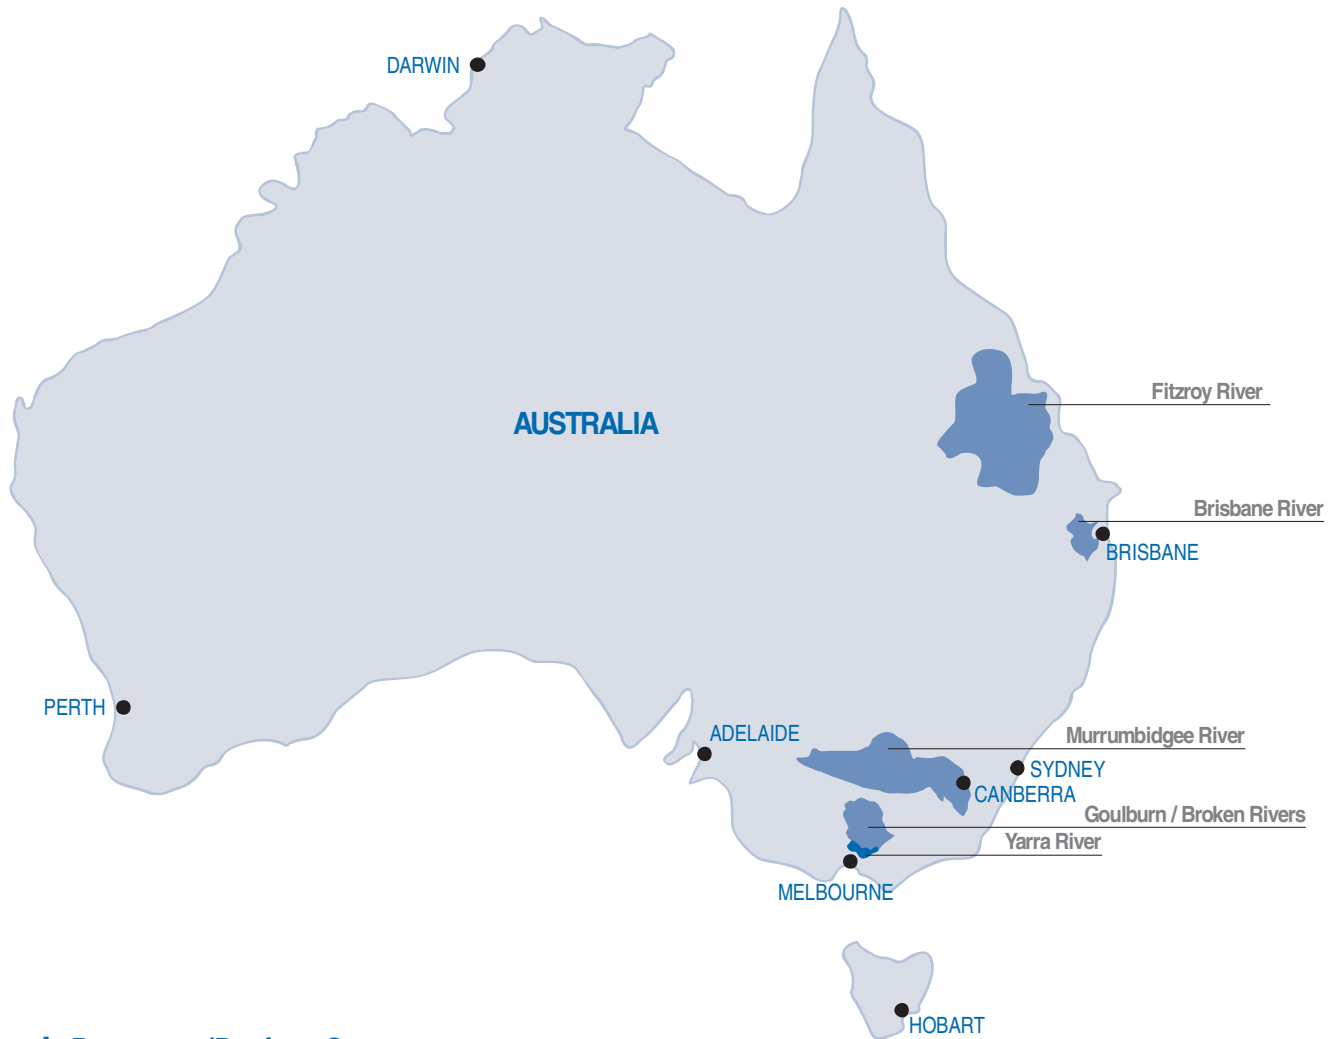 DARWIN
Fitzroy River
AUSTRALIA
Brisbane River
BRISBANE
PERTH
ADELAIDE
Murrumbidgee River
SYDNEY
CANBERRA
Goulburn / Broken Rivers
Yarra River
MELBOURNE
HOBART